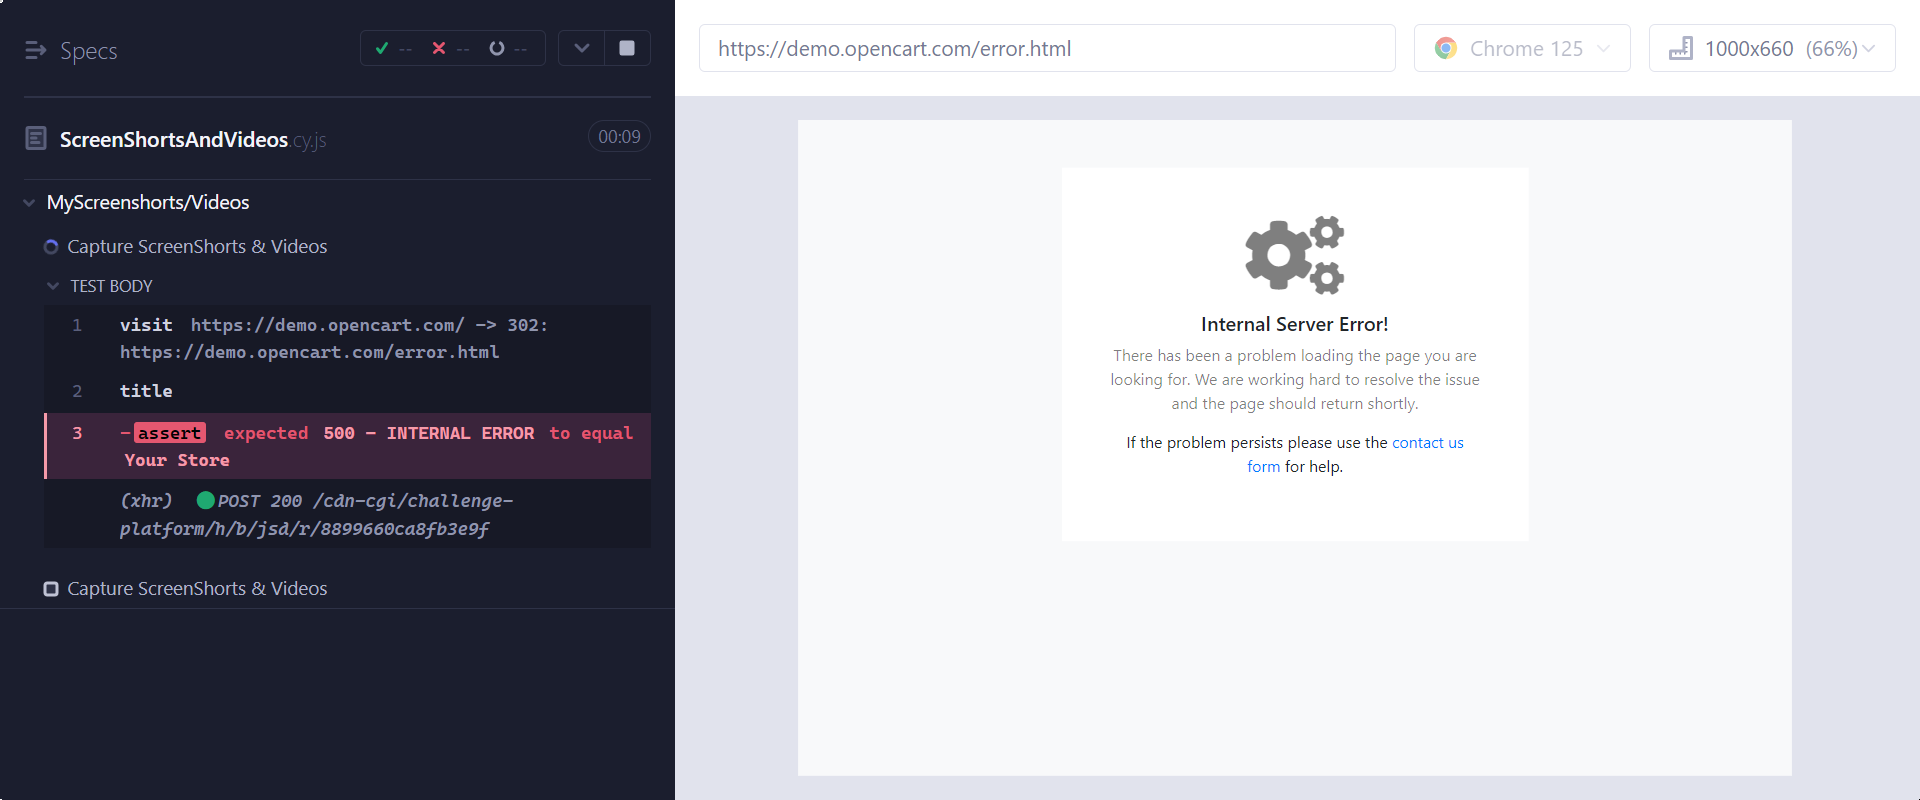 Specs
-- -- --
ScreenShortsAndVideos.cy.js
00:09
MyScreenshorts/Videos
Capture ScreenShorts & Videos
TEST BODY
1 visit https://demo.opencart.com/ -> 302:
https://demo.opencart.com/error.html
2 title
3 -assert expected 500 - INTERNAL ERROR to equal
Your Store
(xhr) POST 200 /cdn-cgi/challenge-
platform/h/b/jsd/r/8899660ca8fb3e9f
Capture ScreenShorts & Videos
https://demo.opencart.com/error.html
Chrome 125
1000x660 (66%)
Internal Server Error!
There has been a problem loading the page you are
looking for. We are working hard to resolve the issue
and the page should return shortly.
If the problem persists please use the contact us
form for help.